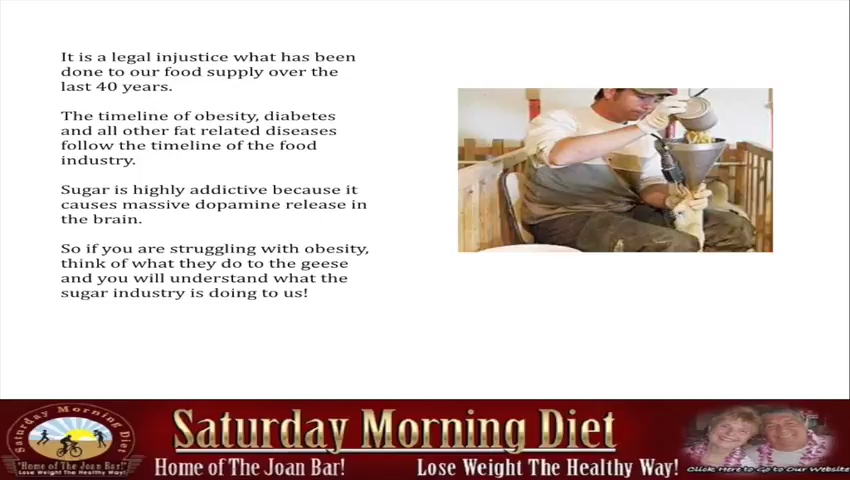 It is a legal injustice what has been
done to our food supply over the
last 40 years.
The timeline of obesity, diabetes
and all other fat related diseases
follow the timeline of the food
industry.
Sugar is highly addictive because it
causes massive dopamine release in
the brain.
So if you are struggling with obesity,
think of what they do to the geese
and you will understand what the
sugar industry is doing to us!
Saturday Morning Diet
"Home of The Joan Bar!"
Lose Weight The Healthy Way!
Saturday Morning Diet
Home of The Joan Bar! Lose Weight The Healthy Way!
Click Here to Go to Our Website